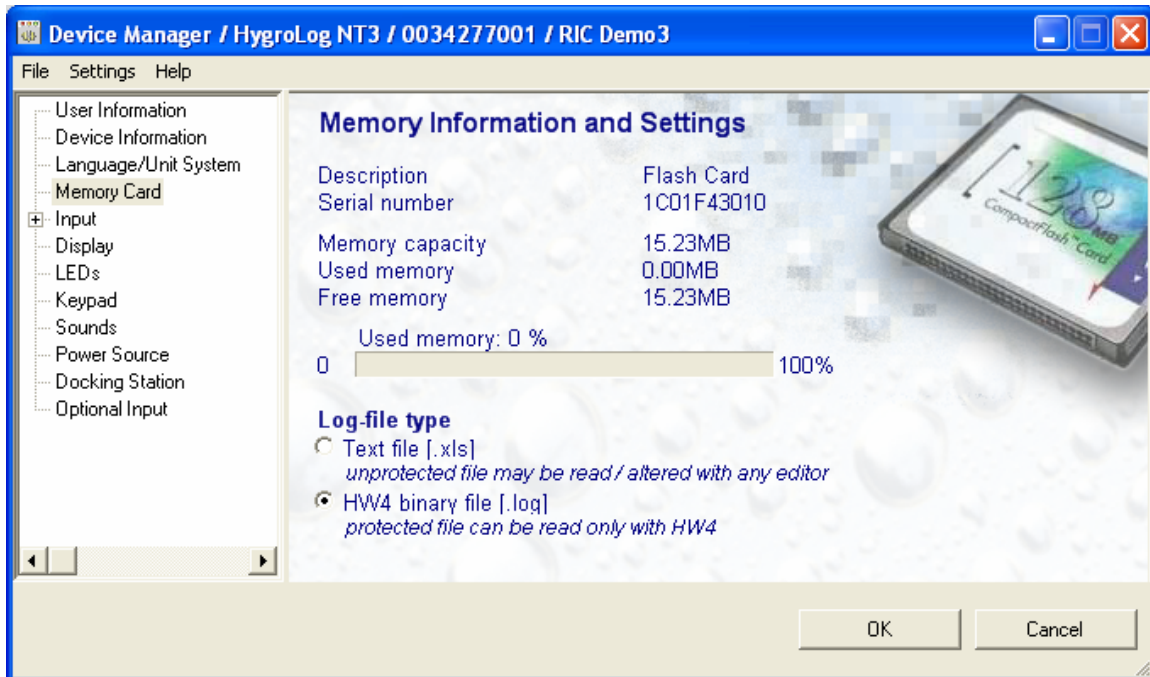 Device Manager / HygroLog NT3 / 0034277001 / RIC Demo3
File Settings Help
User Information
Device Information
Language/Unit System
Memory Card
Input
Display
LEDs
Keypad
Sounds
Power Source
Docking Station
Optional Input
Memory Information and Settings
Description Flash Card
Serial number 1C01F43010
Memory capacity 15.23MB
Used memory 0.00MB
Free memory 15.23MB
Used memory: 0 %
0 100%
Log-file type
Text file [.xls]
unprotected file may be read / altered with any editor
HW4 binary file [.log]
protected file can be read only with HW4
128 MB
CompactFlash™ Card
OK Cancel